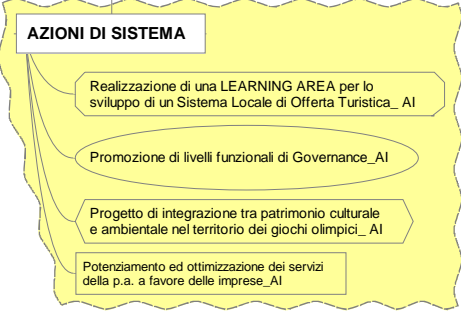 AZIONI DI SISTEMA
Realizzazione di una LEARNING AREA per lo
sviluppo di un Sistema Locale di Offerta Turistica_ AI
Promozione di livelli funzionali di Governance_AI
Progetto di integrazione tra patrimonio culturale
e ambientale nel territorio dei giochi olimpici_ AI
Potenziamento ed ottimizzazione dei servizi
della p.a. a favore delle imprese_AI